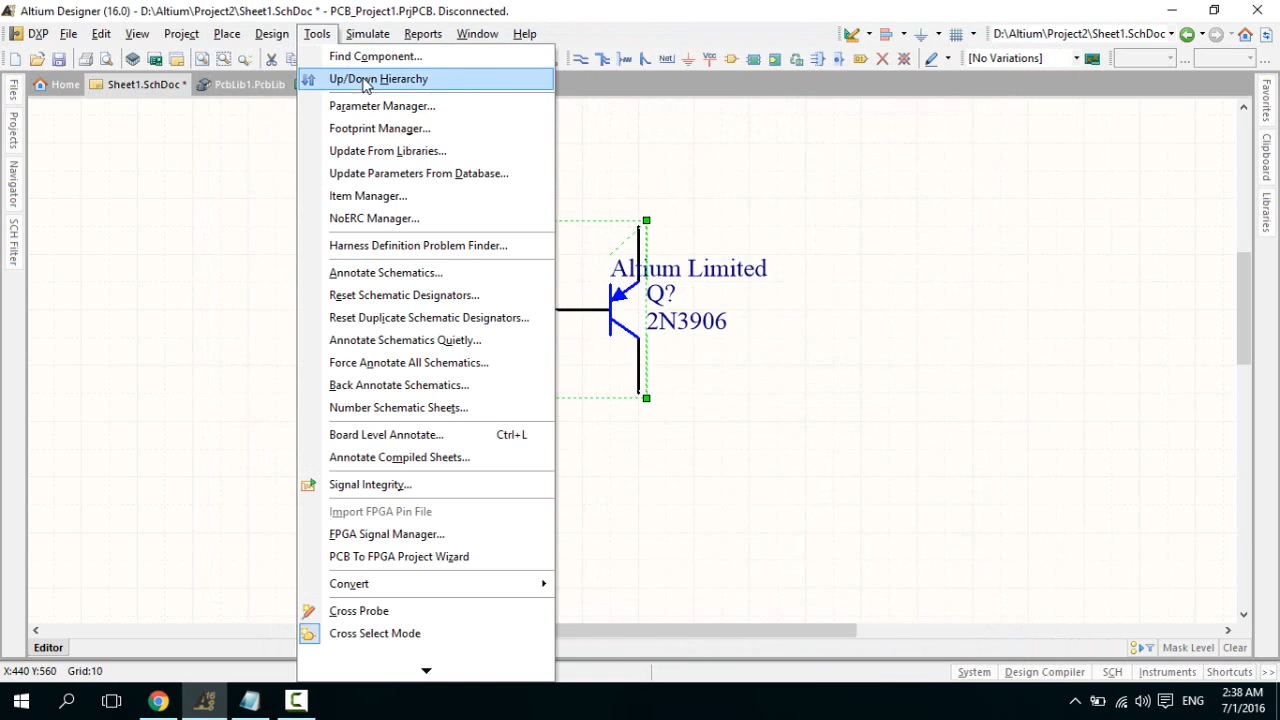 Altium Designer (16.0) - D:\Altium\Project2\Sheet1.SchDoc * - PCB_Project1.PrjPCB. Disconnected.
DXP File Edit View Project Place Design Tools Simulate Reports Window Help D:\Altium\Project2\Sheet1.SchDoc
Net Vcc [No Variations]
Home Sheet1.SchDoc * PcbLib1.PcbLib
Files
Projects
Navigator
SCH Filter
Find Component...
Up/Down Hierarchy
Parameter Manager...
Footprint Manager...
Update From Libraries...
Update Parameters From Database...
Item Manager...
NoERC Manager...
Harness Definition Problem Finder...
Annotate Schematics...
Reset Schematic Designators...
Reset Duplicate Schematic Designators...
Annotate Schematics Quietly...
Force Annotate All Schematics...
Back Annotate Schematics...
Number Schematic Sheets...
Board Level Annotate... Ctrl+L
Annotate Compiled Sheets...
Signal Integrity...
Import FPGA Pin File
FPGA Signal Manager...
PCB To FPGA Project Wizard
Convert
Cross Probe
Cross Select Mode
Altium Limited
Q?
2N3906
Favorites
Clipboard
Libraries
Editor Mask Level Clear
X:440 Y:560 Grid:10 System Design Compiler SCH Instruments Shortcuts >>
ENG 2:38 AM
7/1/2016